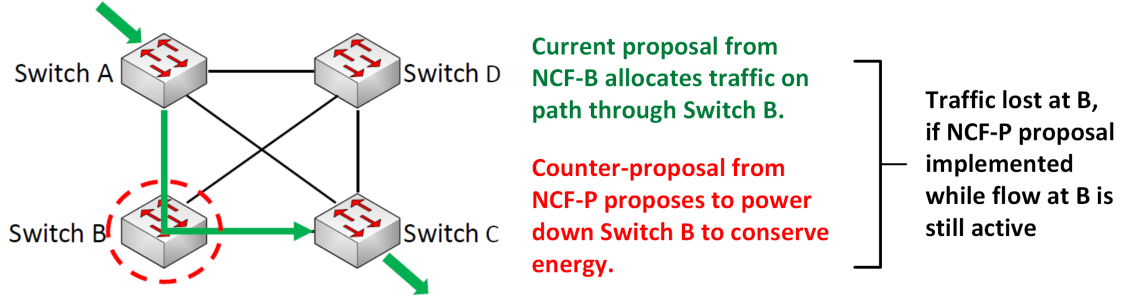 Switch A
Switch D
Switch B
Switch C
Current proposal from
NCF-B allocates traffic on
path through Switch B.
Counter-proposal from
NCF-P proposes to power
down Switch B to conserve
energy.
Traffic lost at B,
if NCF-P proposal
implemented
while flow at B is
still active